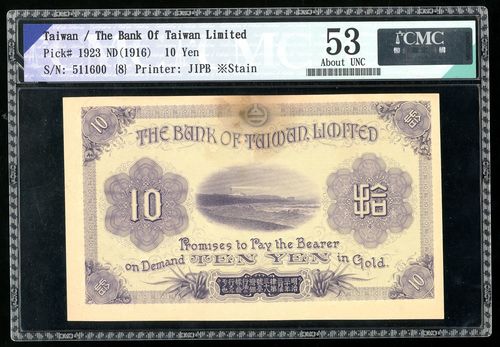 Taiwan / The Bank Of Taiwan Limited
Pick# 1923 ND(1916) 10 Yen
S/N: 511600 {8} Printer: JIPB ※Stain
53
About UNC
CMC
10
THE BANK OF TAIWAN, LIMITED
10
拾
Promises to Pay the Bearer
on Demand TEN YEN in Gold.
拾
10